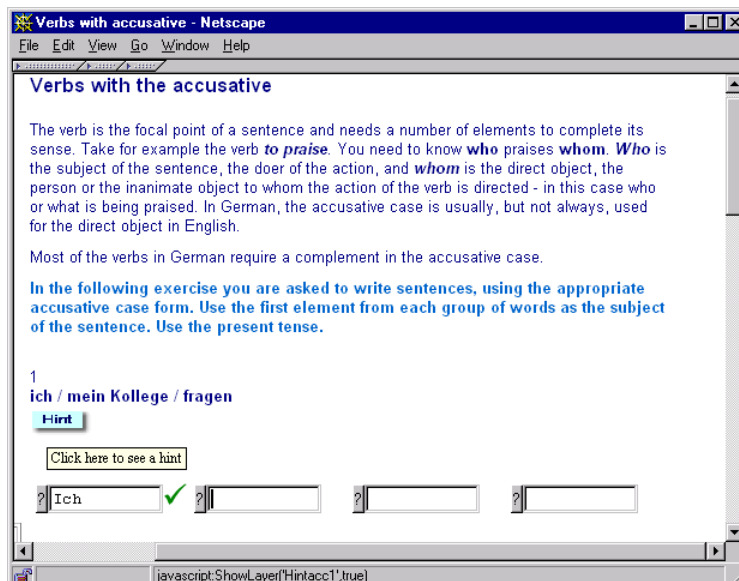 Verbs with accusative - Netscape
File Edit View Go Window Help
Verbs with the accusative
The verb is the focal point of a sentence and needs a number of elements to complete its
sense. Take for example the verb to praise. You need to know who praises whom. Who is
the subject of the sentence, the doer of the action, and whom is the direct object, the
person or the inanimate object to whom the action of the verb is directed - in this case who
or what is being praised. In German, the accusative case is usually, but not always, used
for the direct object in English.
Most of the verbs in German require a complement in the accusative case.
In the following exercise you are asked to write sentences, using the appropriate
accusative case form. Use the first element from each group of words as the subject
of the sentence. Use the present tense.
1
ich / mein Kollege / fragen
Hint
Click here to see a hint
? Ich ? ? ?
javascript:ShowLayer('Hintacc1',true)